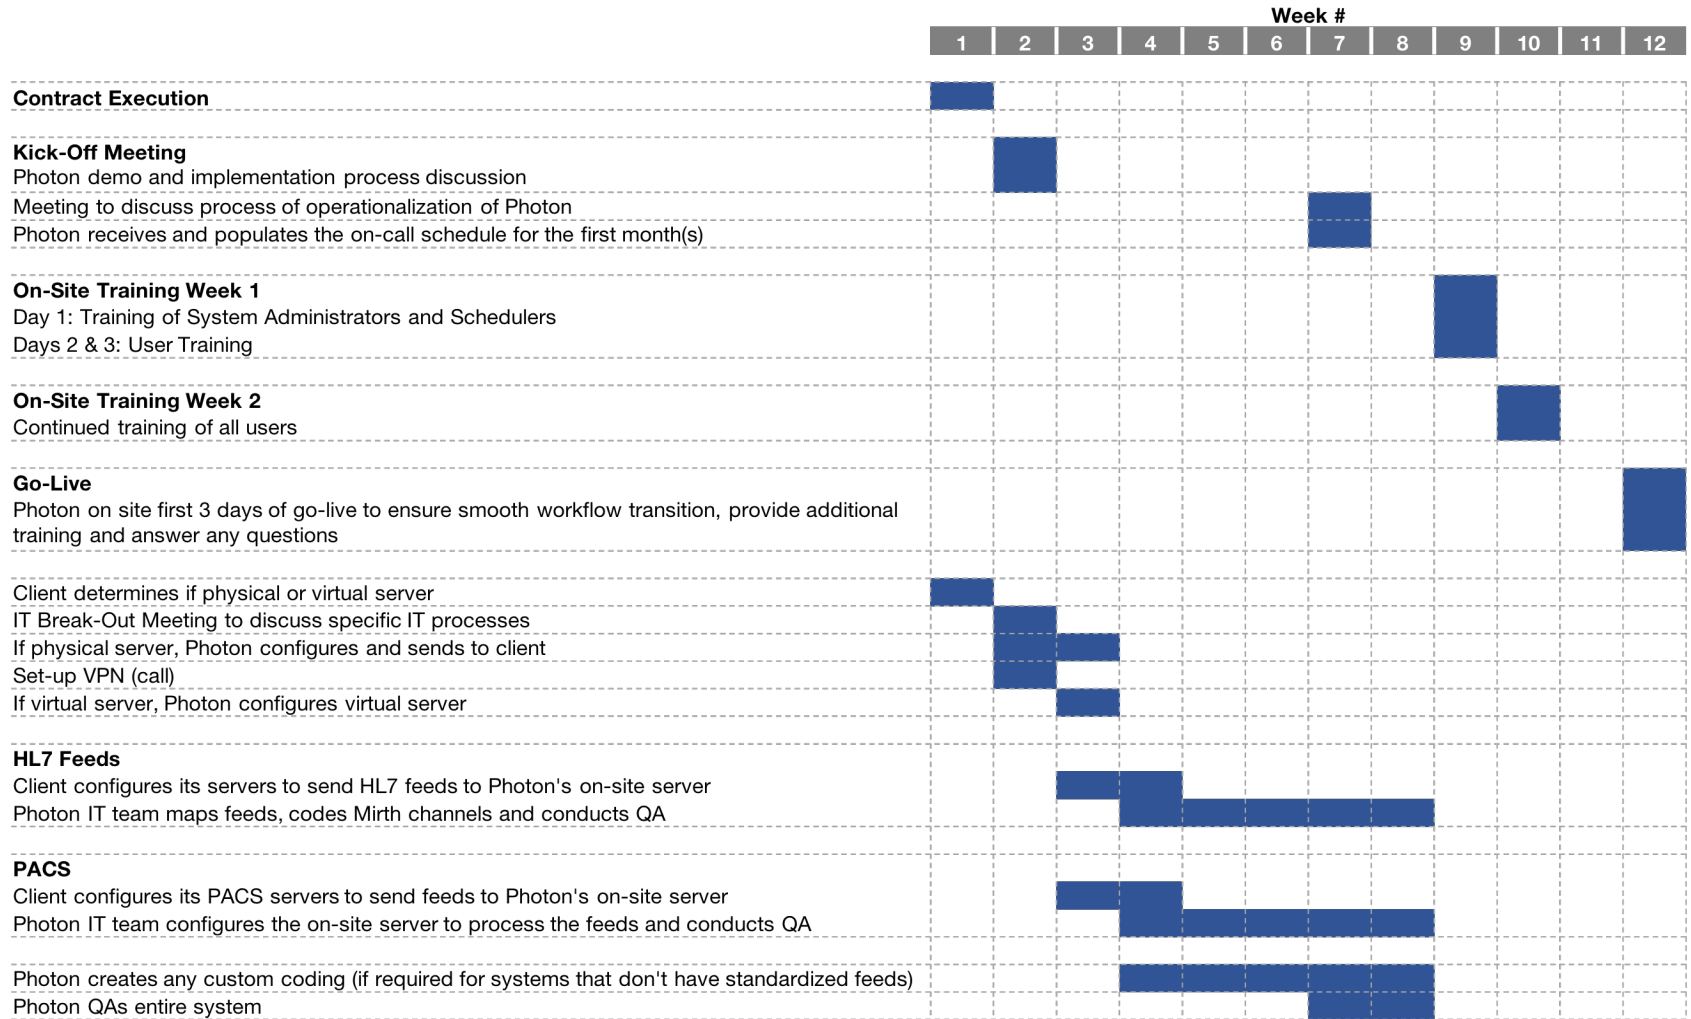 Week #
1 2 3 4 5 6 7 8 9 10 11 12
Contract Execution
Kick-Off Meeting
Photon demo and implementation process discussion
Meeting to discuss process of operationalization of Photon
Photon receives and populates the on-call schedule for the first month(s)
On-Site Training Week 1
Day 1: Training of System Administrators and Schedulers
Days 2 & 3: User Training
On-Site Training Week 2
Continued training of all users
Go-Live
Photon on site first 3 days of go-live to ensure smooth workflow transition, provide additional
training and answer any questions
Client determines if physical or virtual server
IT Break-Out Meeting to discuss specific IT processes
If physical server, Photon configures and sends to client
Set-up VPN (call)
If virtual server, Photon configures virtual server
HL7 Feeds
Client configures its servers to send HL7 feeds to Photon's on-site server
Photon IT team maps feeds, codes Mirth channels and conducts QA
PACS
Client configures its PACS servers to send feeds to Photon's on-site server
Photon IT team configures the on-site server to process the feeds and conducts QA
Photon creates any custom coding (if required for systems that don't have standardized feeds)
Photon QAs entire system